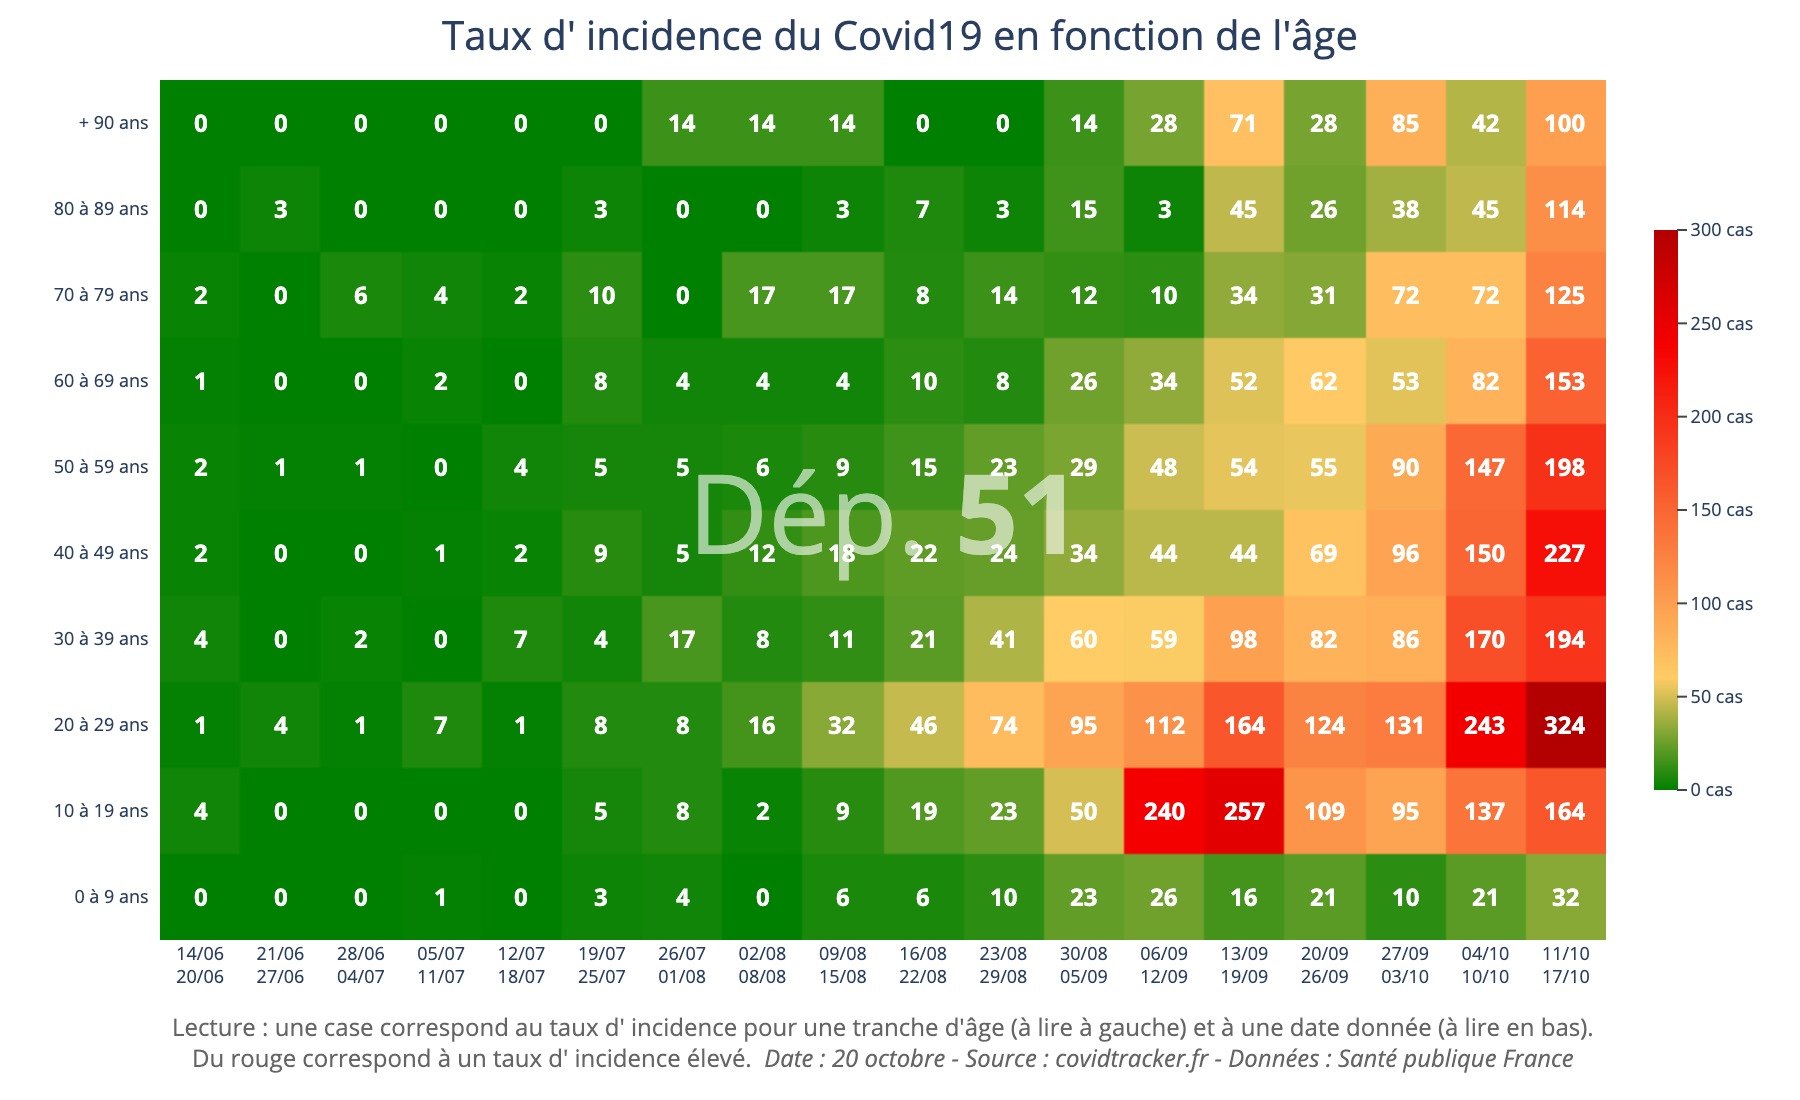 Taux d' incidence du Covid19 en fonction de l'âge
+ 90 ans 0 0 0 0 0 0 14 14 14 0 0 14 28 71 28 85 42 100
80 à 89 ans 0 3 0 0 0 3 0 0 3 7 3 15 3 45 26 38 45 114
70 à 79 ans 2 0 6 4 2 10 0 17 17 8 14 12 10 34 31 72 72 125
60 à 69 ans 1 0 0 2 0 8 4 4 4 10 8 26 34 52 62 53 82 153
50 à 59 ans 2 1 1 0 4 5 5 6 9 15 23 29 48 54 55 90 147 198
Dép. 51
40 à 49 ans 2 0 0 1 2 9 5 12 18 22 24 34 44 44 69 96 150 227
30 à 39 ans 4 0 2 0 7 4 17 8 11 21 41 60 59 98 82 86 170 194
20 à 29 ans 1 4 1 7 1 8 8 16 32 46 74 95 112 164 124 131 243 324
10 à 19 ans 4 0 0 0 0 5 8 2 9 19 23 50 240 257 109 95 137 164
0 à 9 ans 0 0 0 1 0 3 4 0 6 6 10 23 26 16 21 10 21 32
14/06 21/06 28/06 05/07 12/07 19/07 26/07 02/08 09/08 16/08 23/08 30/08 06/09 13/09 20/09 27/09 04/10 11/10
20/06 27/06 04/07 11/07 18/07 25/07 01/08 08/08 15/08 22/08 29/08 05/09 12/09 19/09 26/09 03/10 10/10 17/10
300 cas
250 cas
200 cas
150 cas
100 cas
50 cas
0 cas
Lecture : une case correspond au taux d' incidence pour une tranche d'âge (à lire à gauche) et à une date donnée (à lire en bas).
Du rouge correspond à un taux d' incidence élevé. Date : 20 octobre - Source : covidtracker.fr - Données : Santé publique France